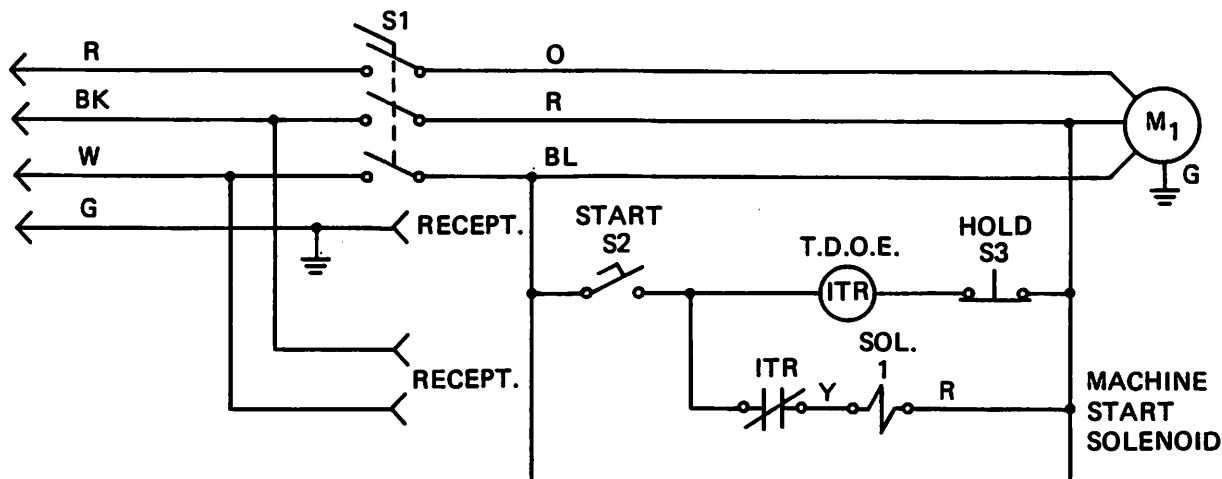 S1
R
O
BK
R
W
BL
M1
G
G
RECEPT.
START
S2
T.D.O.E.
HOLD
S3
ITR
RECEPT.
SOL.
1
ITR
Y
R
MACHINE
START
SOLENOID